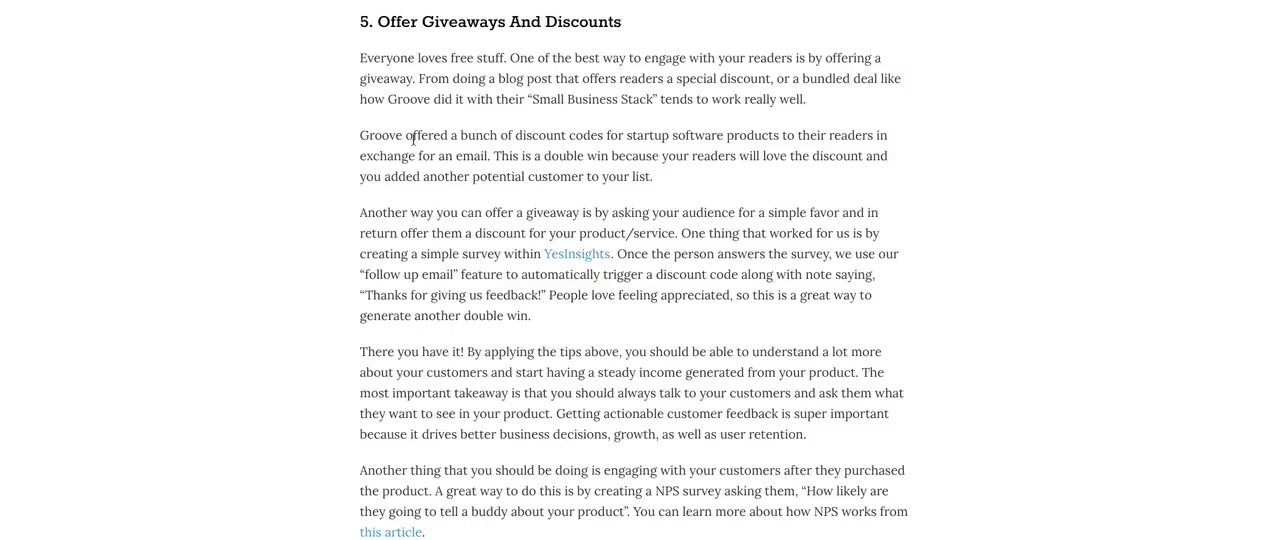 5. Offer Giveaways And Discounts
Everyone loves free stuff. One of the best way to engage with your readers is by offering a
giveaway. From doing a blog post that offers readers a special discount, or a bundled deal like
how Groove did it with their “Small Business Stack” tends to work really well.
Groove offered a bunch of discount codes for startup software products to their readers in
exchange for an email. This is a double win because your readers will love the discount and
you added another potential customer to your list.
Another way you can offer a giveaway is by asking your audience for a simple favor and in
return offer them a discount for your product/service. One thing that worked for us is by
creating a simple survey within YesInsights. Once the person answers the survey, we use our
“follow up email” feature to automatically trigger a discount code along with note saying,
“Thanks for giving us feedback!” People love feeling appreciated, so this is a great way to
generate another double win.
There you have it! By applying the tips above, you should be able to understand a lot more
about your customers and start having a steady income generated from your product. The
most important takeaway is that you should always talk to your customers and ask them what
they want to see in your product. Getting actionable customer feedback is super important
because it drives better business decisions, growth, as well as user retention.
Another thing that you should be doing is engaging with your customers after they purchased
the product. A great way to do this is by creating a NPS survey asking them, “How likely are
they going to tell a buddy about your product”. You can learn more about how NPS works from
this article.